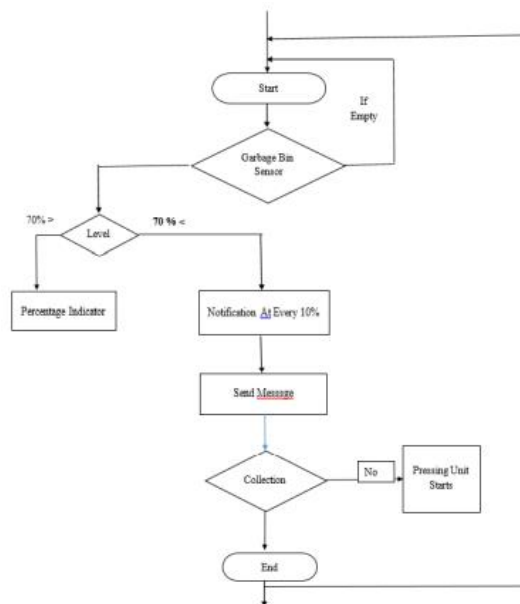 Start
If
Empty
Garbage Bin
Sensor
70% >
Level
70 % <
Percentage Indicator
Notification At Every 10%
Send Message
Collection
No
Pressing Unit
Starts
End